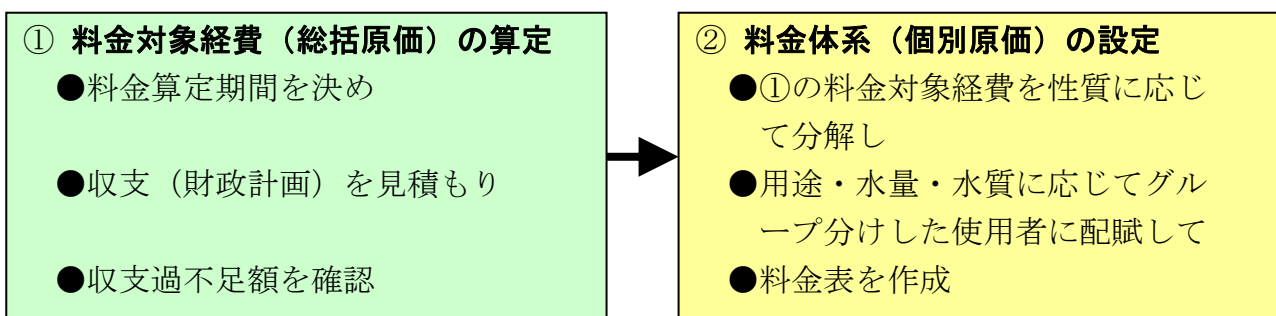 ① 料金対象経費（総括原価）の算定
●料金算定期間を決め
●収支（財政計画）を見積もり
●収支過不足額を確認
② 料金体系（個別原価）の設定
●①の料金対象経費を性質に応じ
て分解し
●用途・水量・水質に応じてグル
ープ分けした使用者に配賦して
●料金表を作成